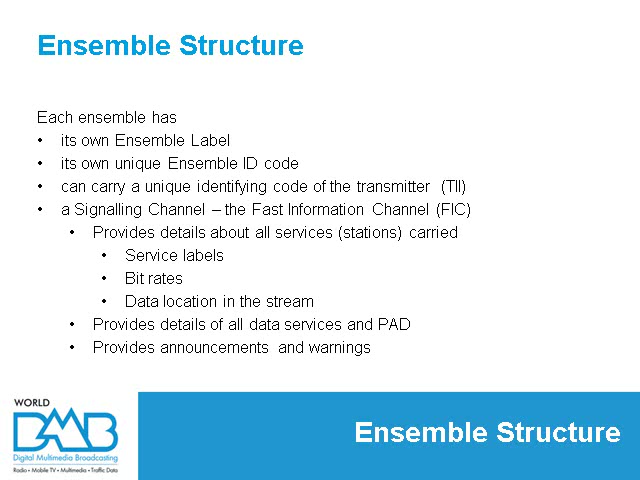 Ensemble Structure
Each ensemble has
• its own Ensemble Label
• its own unique Ensemble ID code
• can carry a unique identifying code of the transmitter (TII)
• a Signalling Channel – the Fast Information Channel (FIC)
• Provides details about all services (stations) carried
• Service labels
• Bit rates
• Data location in the stream
• Provides details of all data services and PAD
• Provides announcements and warnings
WORLD
DMB
Digital Multimedia Broadcasting
Radio • Mobile TV • Multimedia • Traffic Data
Ensemble Structure